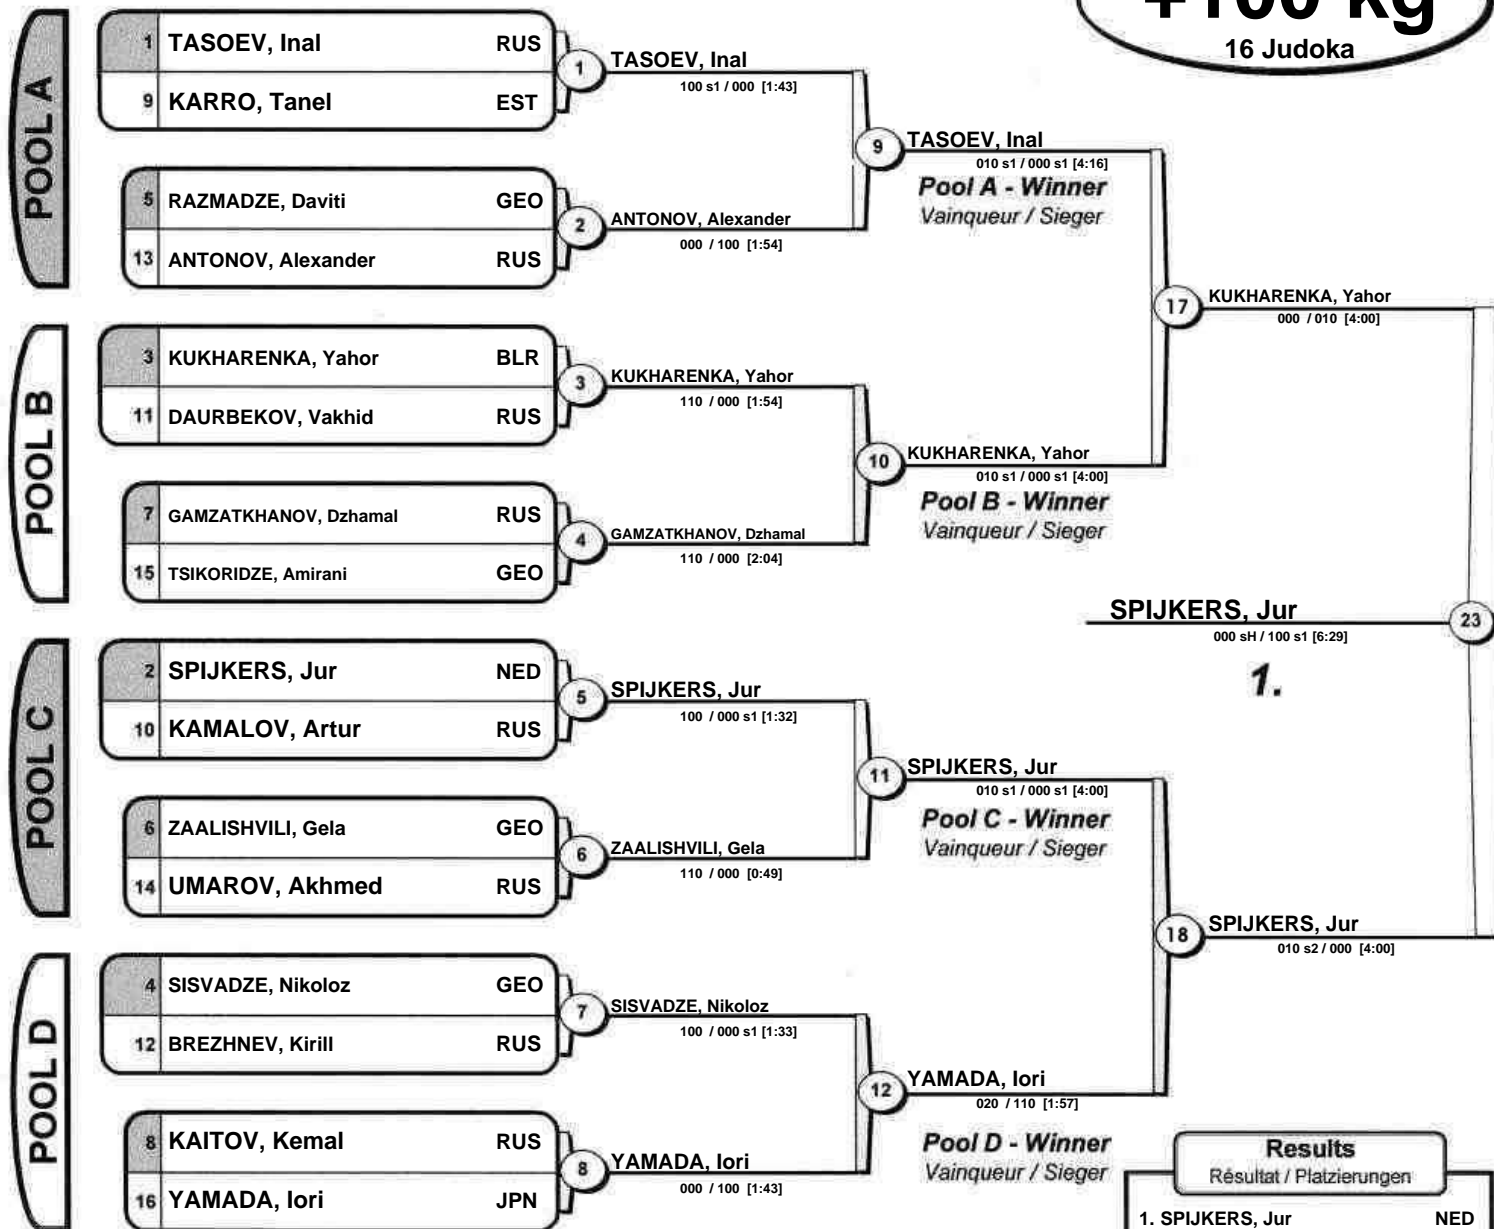 +100 kg
16 Judoka
POOL A
1 TASOEV, Inal RUS
9 KARRO, Tanel EST
5 RAZMADZE, Daviti GEO
13 ANTONOV, Alexander RUS
1 TASOEV, Inal
100 s1 / 000 [1:43]
2 ANTONOV, Alexander
000 / 100 [1:54]
9 TASOEV, Inal
010 s1 / 000 s1 [4:16]
Pool A - Winner
Vainqueur / Sieger
POOL B
3 KUKHARENKA, Yahor BLR
11 DAURBEKOV, Vakhid RUS
7 GAMZATKHANOV, Dzhamal RUS
15 TSIKORIDZE, Amirani GEO
3 KUKHARENKA, Yahor
110 / 000 [1:54]
4 GAMZATKHANOV, Dzhamal
110 / 000 [2:04]
10 KUKHARENKA, Yahor
010 s1 / 000 s1 [4:00]
Pool B - Winner
Vainqueur / Sieger
17 KUKHARENKA, Yahor
000 / 010 [4:00]
SPIJKERS, Jur 23
000 sH / 100 s1 [6:29]
1.
POOL C
2 SPIJKERS, Jur NED
10 KAMALOV, Artur RUS
6 ZAALISHVILI, Gela GEO
14 UMAROV, Akhmed RUS
5 SPIJKERS, Jur
100 / 000 s1 [1:32]
6 ZAALISHVILI, Gela
110 / 000 [0:49]
11 SPIJKERS, Jur
010 s1 / 000 s1 [4:00]
Pool C - Winner
Vainqueur / Sieger
18 SPIJKERS, Jur
010 s2 / 000 [4:00]
POOL D
4 SISVADZE, Nikoloz GEO
12 BREZHNEV, Kirill RUS
8 KAITOV, Kemal RUS
16 YAMADA, Iori JPN
7 SISVADZE, Nikoloz
100 / 000 s1 [1:33]
8 YAMADA, Iori
000 / 100 [1:43]
12 YAMADA, Iori
020 / 110 [1:57]
Pool D - Winner
Vainqueur / Sieger
Results
Résultat / Platzierungen
1. SPIJKERS, Jur NED